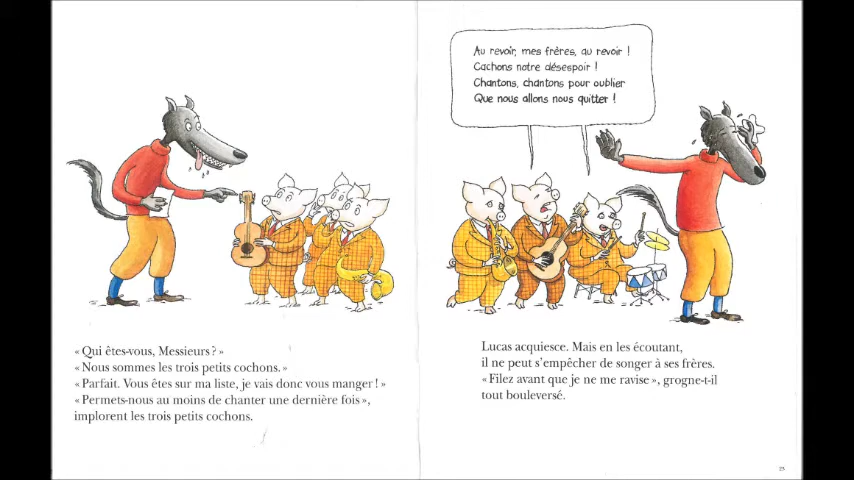 « Qui êtes-vous, Messieurs ? »
« Nous sommes les trois petits cochons. »
« Parfait. Vous êtes sur ma liste, je vais donc vous manger ! »
« Permets-nous au moins de chanter une dernière fois »,
implorent les trois petits cochons.
Au revoir, mes frères, au revoir !
Cachons notre désespoir !
Chantons, chantons pour oublier
Que nous allons nous quitter !
Lucas acquiesce. Mais en les écoutant,
il ne peut s'empêcher de songer à ses frères.
« Filez avant que je ne me ravise », grogne-t-il
tout bouleversé.
25